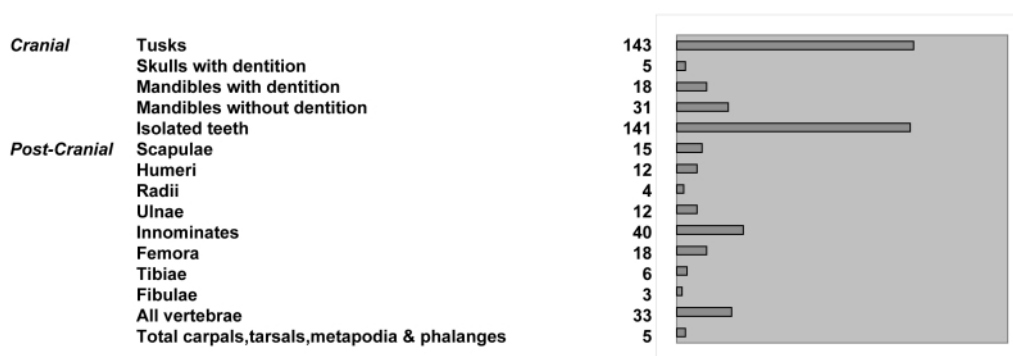 Cranial Tusks 143
Skulls with dentition 5
Mandibles with dentition 18
Mandibles without dentition 31
Isolated teeth 141
Post-Cranial Scapulae 15
Humeri 12
Radii 4
Ulnae 12
Innominates 40
Femora 18
Tibiae 6
Fibulae 3
All vertebrae 33
Total carpals,tarsals,metapodia & phalanges 5